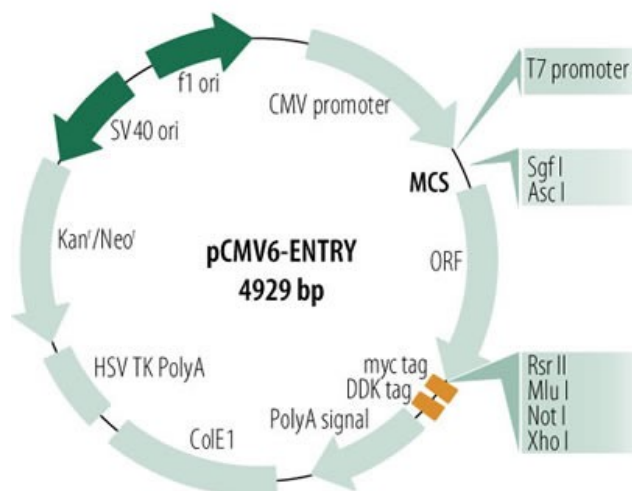 T7 promoter
f1 ori
CMV promoter
SV40 ori
MCS
Sgf I
Asc I
Kanʳ/Neoʳ
pCMV6-ENTRY
4929 bp
ORF
HSV TK PolyA
myc tag
DDK tag
PolyA signal
ColE1
Rsr II
Mlu I
Not I
Xho I